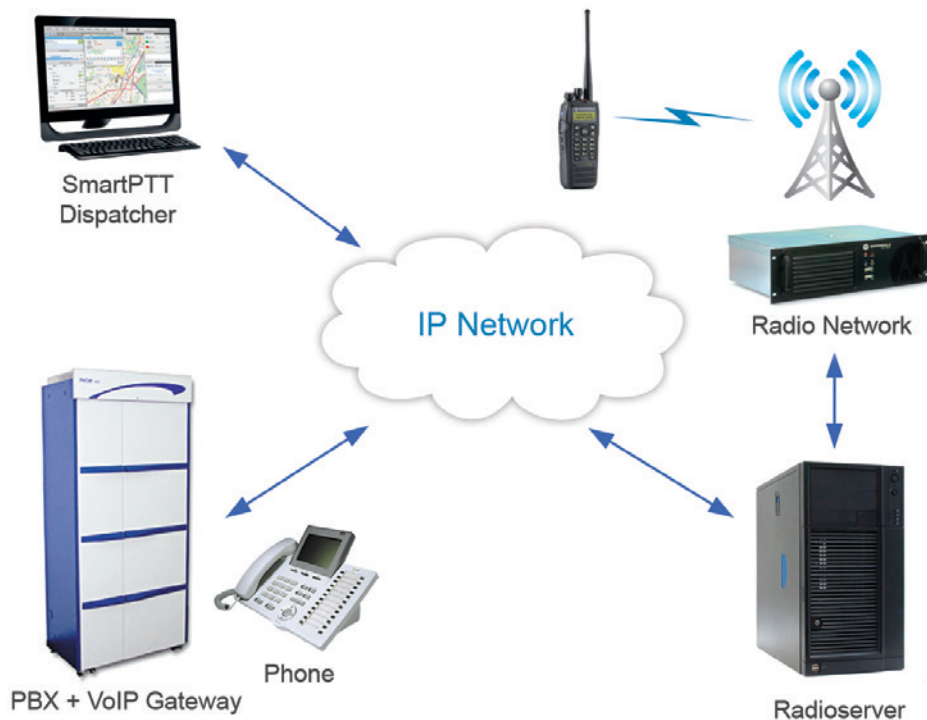 SmartPTT
Dispatcher
IP Network
Radio Network
PBX + VoIP Gateway
Phone
Radioserver